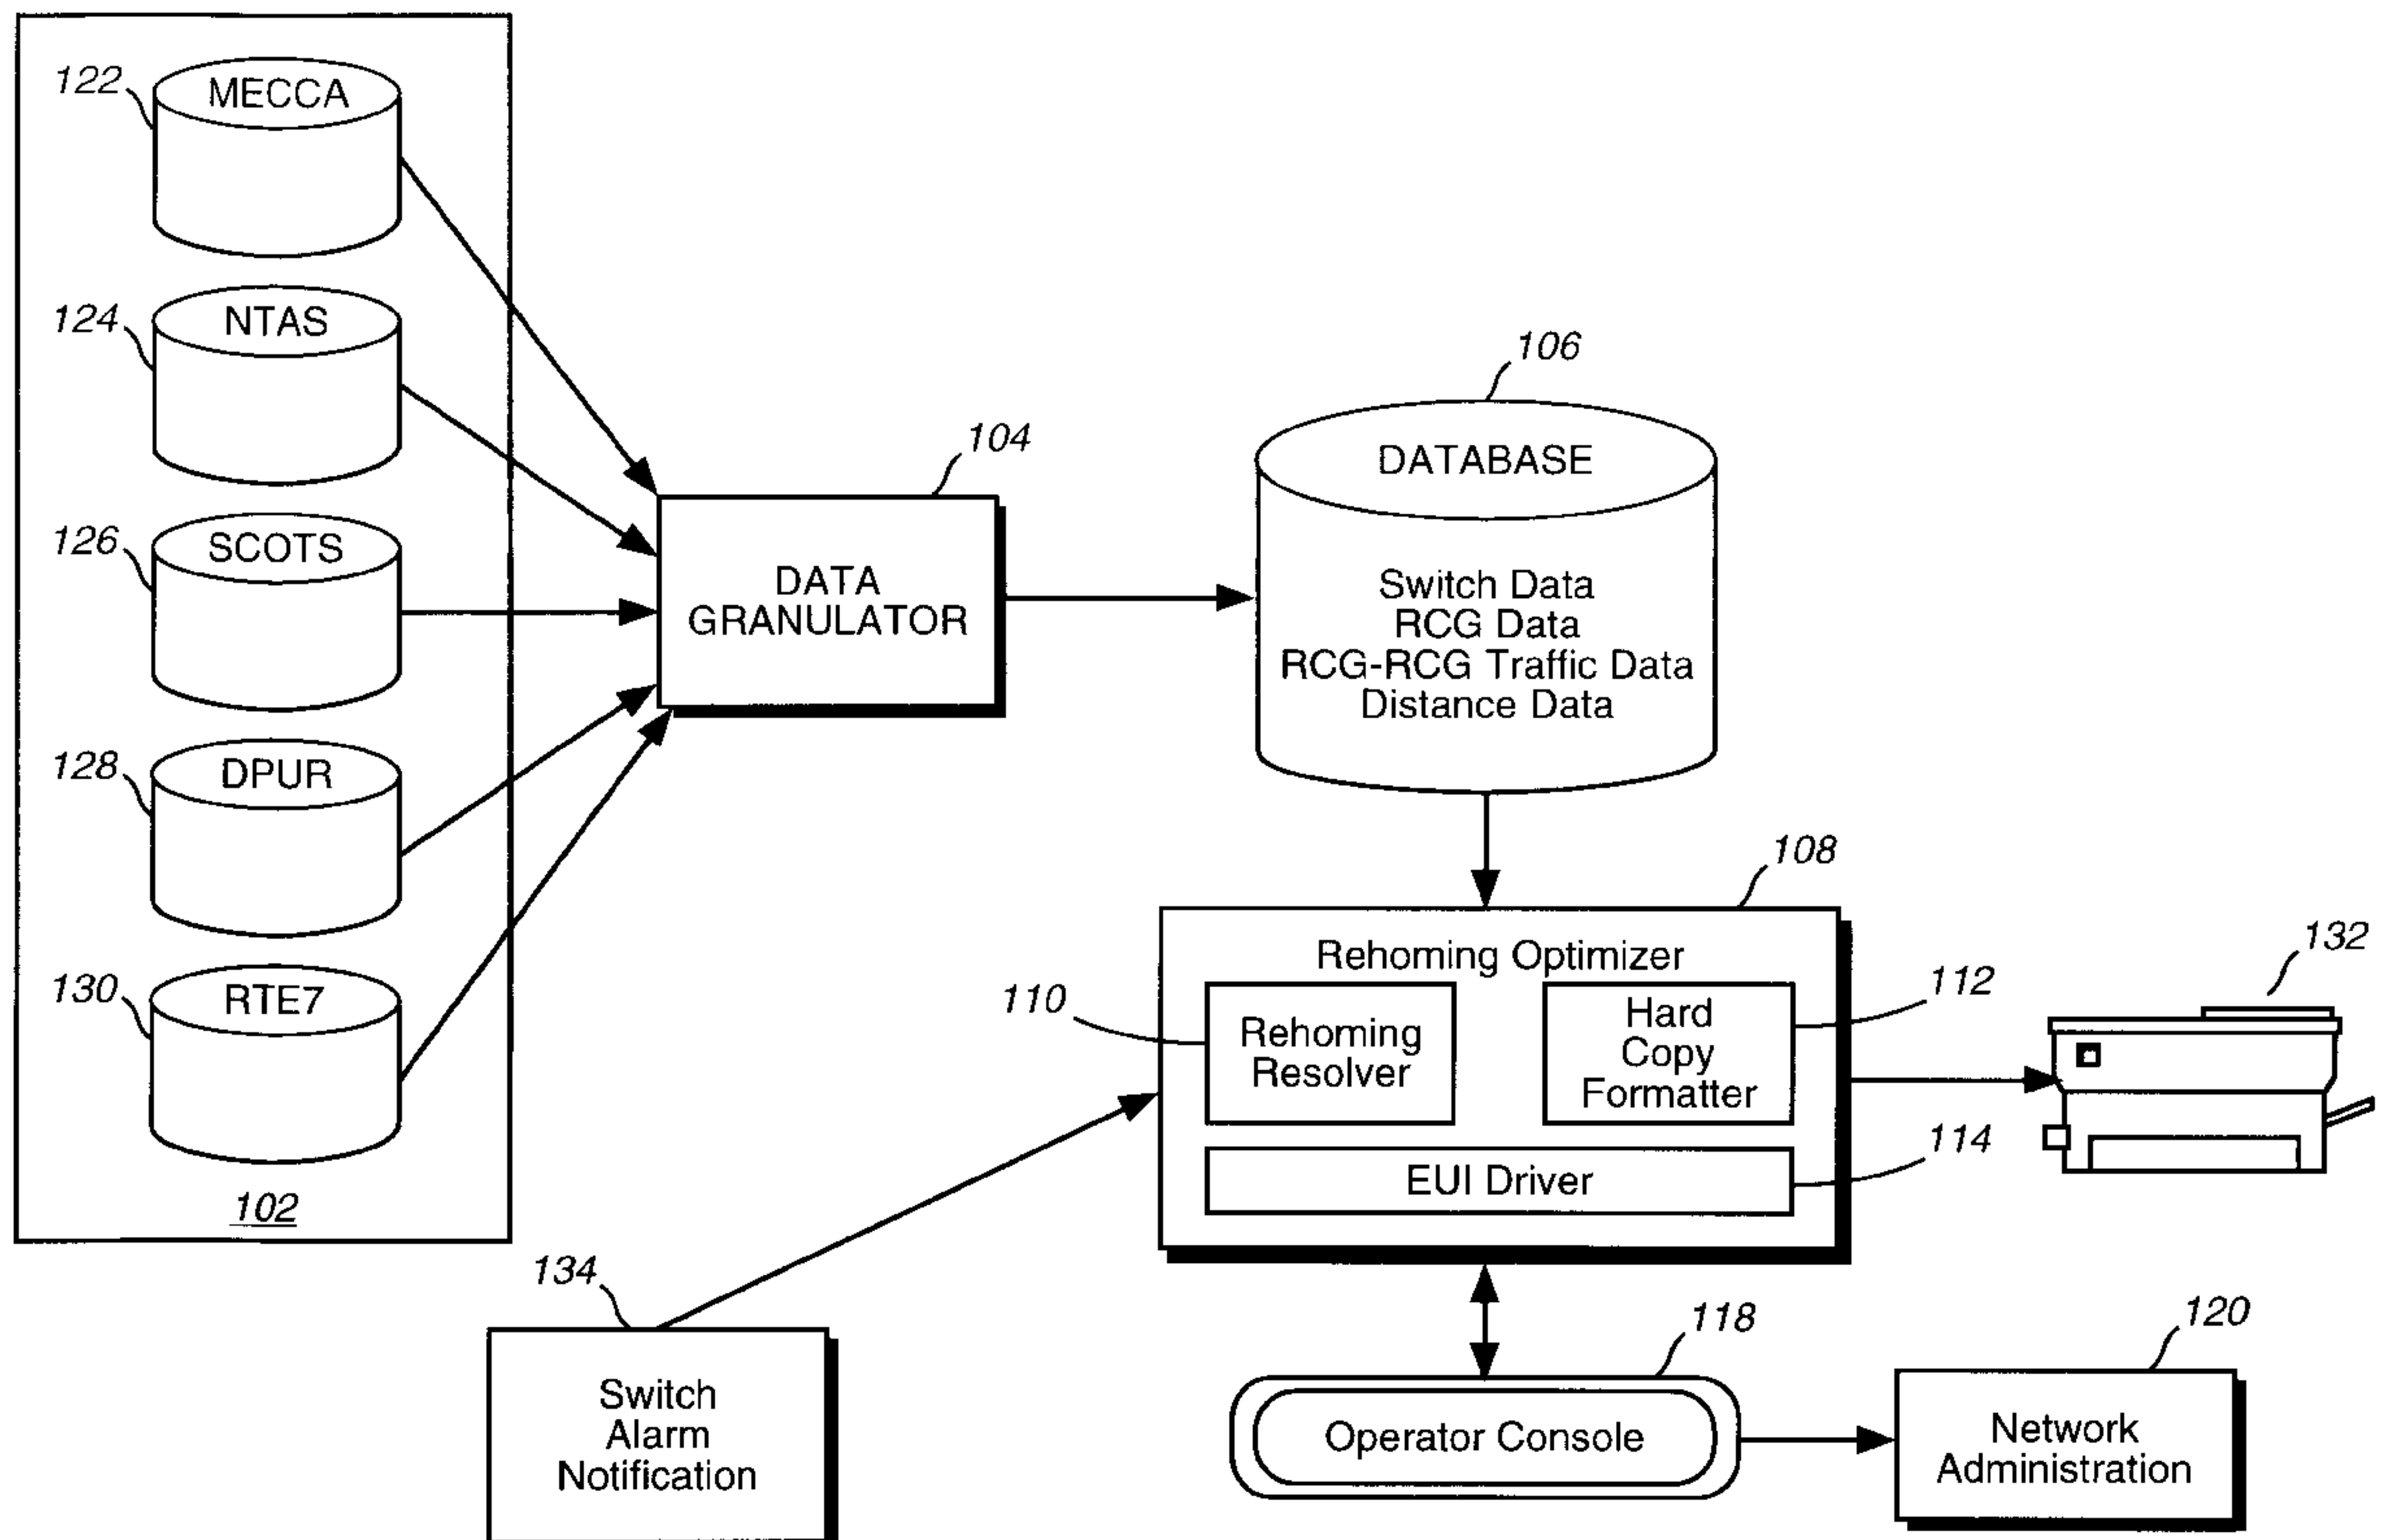 122
MECCA
124
NTAS
126
SCOTS
128
DPUR
130
RTE7
102
104
DATA
GRANULATOR
106
DATABASE
Switch Data
RCG Data
RCG-RCG Traffic Data
Distance Data
108
Rehoming Optimizer
110
Rehoming
Resolver
112
Hard
Copy
Formatter
114
EUI Driver
132
134
Switch
Alarm
Notification
118
Operator Console
120
Network
Administration